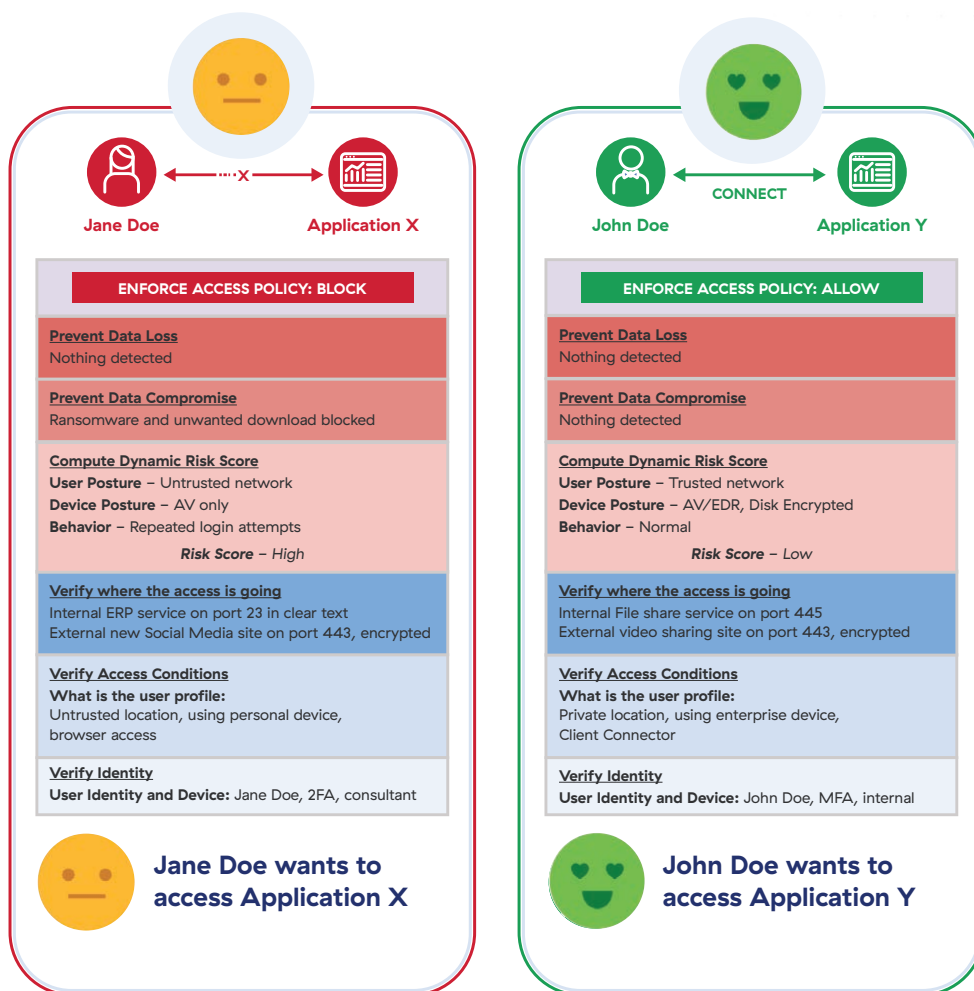 X
Jane Doe
Application X
ENFORCE ACCESS POLICY: BLOCK
Prevent Data Loss
Nothing detected
Prevent Data Compromise
Ransomware and unwanted download blocked
Compute Dynamic Risk Score
User Posture – Untrusted network
Device Posture – AV only
Behavior – Repeated login attempts
Risk Score – High
Verify where the access is going
Internal ERP service on port 23 in clear text
External new Social Media site on port 443, encrypted
Verify Access Conditions
What is the user profile:
Untrusted location, using personal device,
browser access
Verify Identity
User Identity and Device: Jane Doe, 2FA, consultant
Jane Doe wants to
access Application X
CONNECT
John Doe
Application Y
ENFORCE ACCESS POLICY: ALLOW
Prevent Data Loss
Nothing detected
Prevent Data Compromise
Nothing detected
Compute Dynamic Risk Score
User Posture – Trusted network
Device Posture – AV/EDR, Disk Encrypted
Behavior – Normal
Risk Score – Low
Verify where the access is going
Internal File share service on port 445
External video sharing site on port 443, encrypted
Verify Access Conditions
What is the user profile:
Private location, using enterprise device,
Client Connector
Verify Identity
User Identity and Device: John Doe, MFA, internal
John Doe wants to
access Application Y